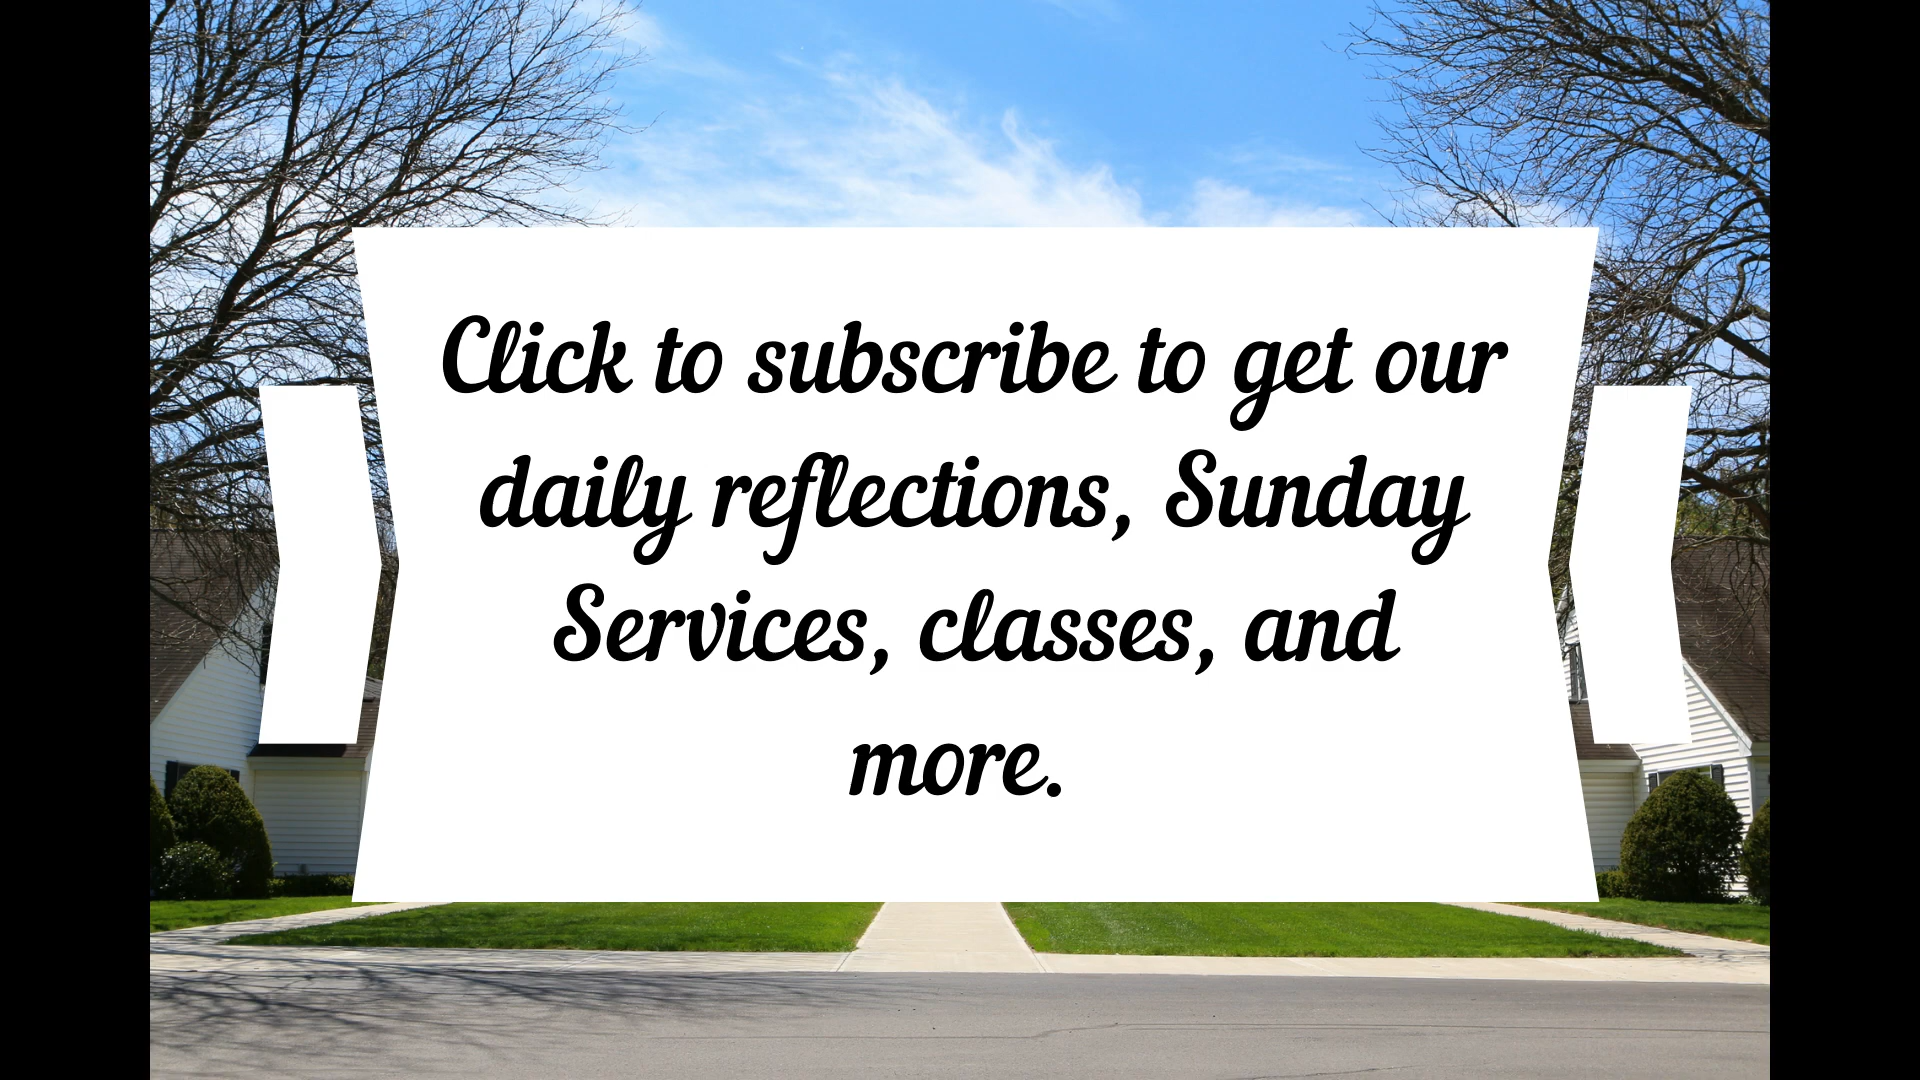 Click to subscribe to get our
daily reflections, Sunday
Services, classes, and
more.